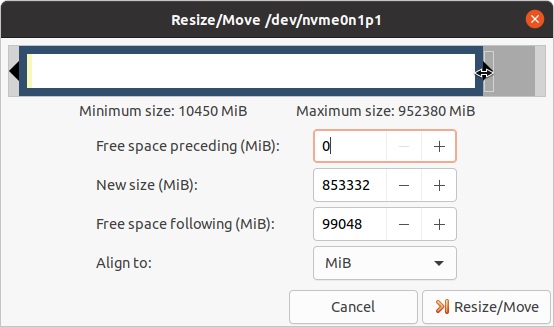 Resize/Move /dev/nvme0n1p1
Minimum size: 10450 MiB Maximum size: 952380 MiB
Free space preceding (MiB): 0
New size (MiB): 853332
Free space following (MiB): 99048
Align to: MiB
Cancel Resize/Move